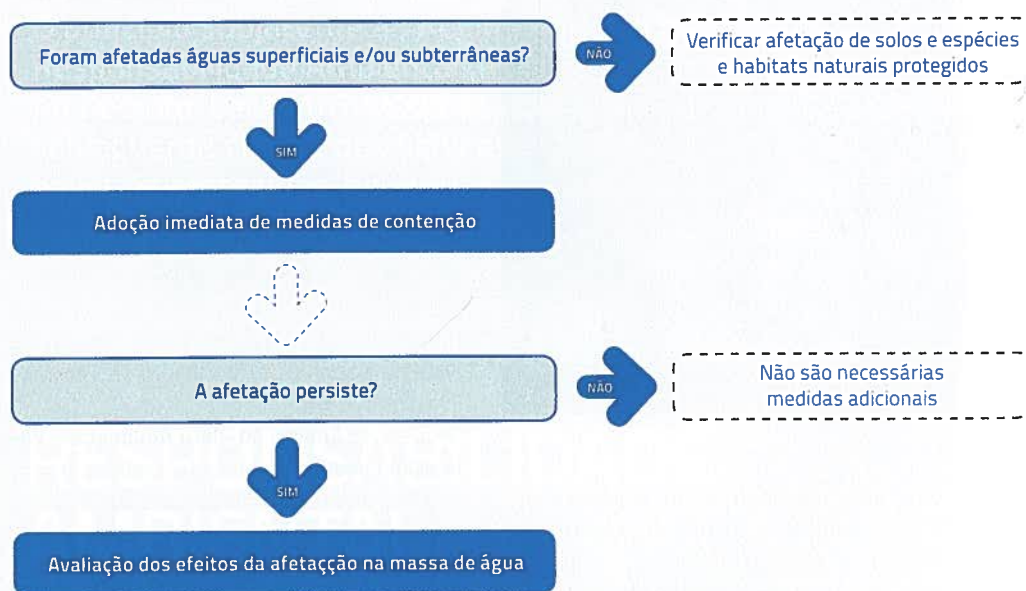 Foram afetadas águas superficiais e/ou subterrâneas?
NÃO
Verificar afetação de solos e espécies
e habitats naturais protegidos
SIM
Adoção imediata de medidas de contenção
A afetação persiste?
NÃO
Não são necessárias
medidas adicionais
SIM
Avaliação dos efeitos da afetaçção na massa de água